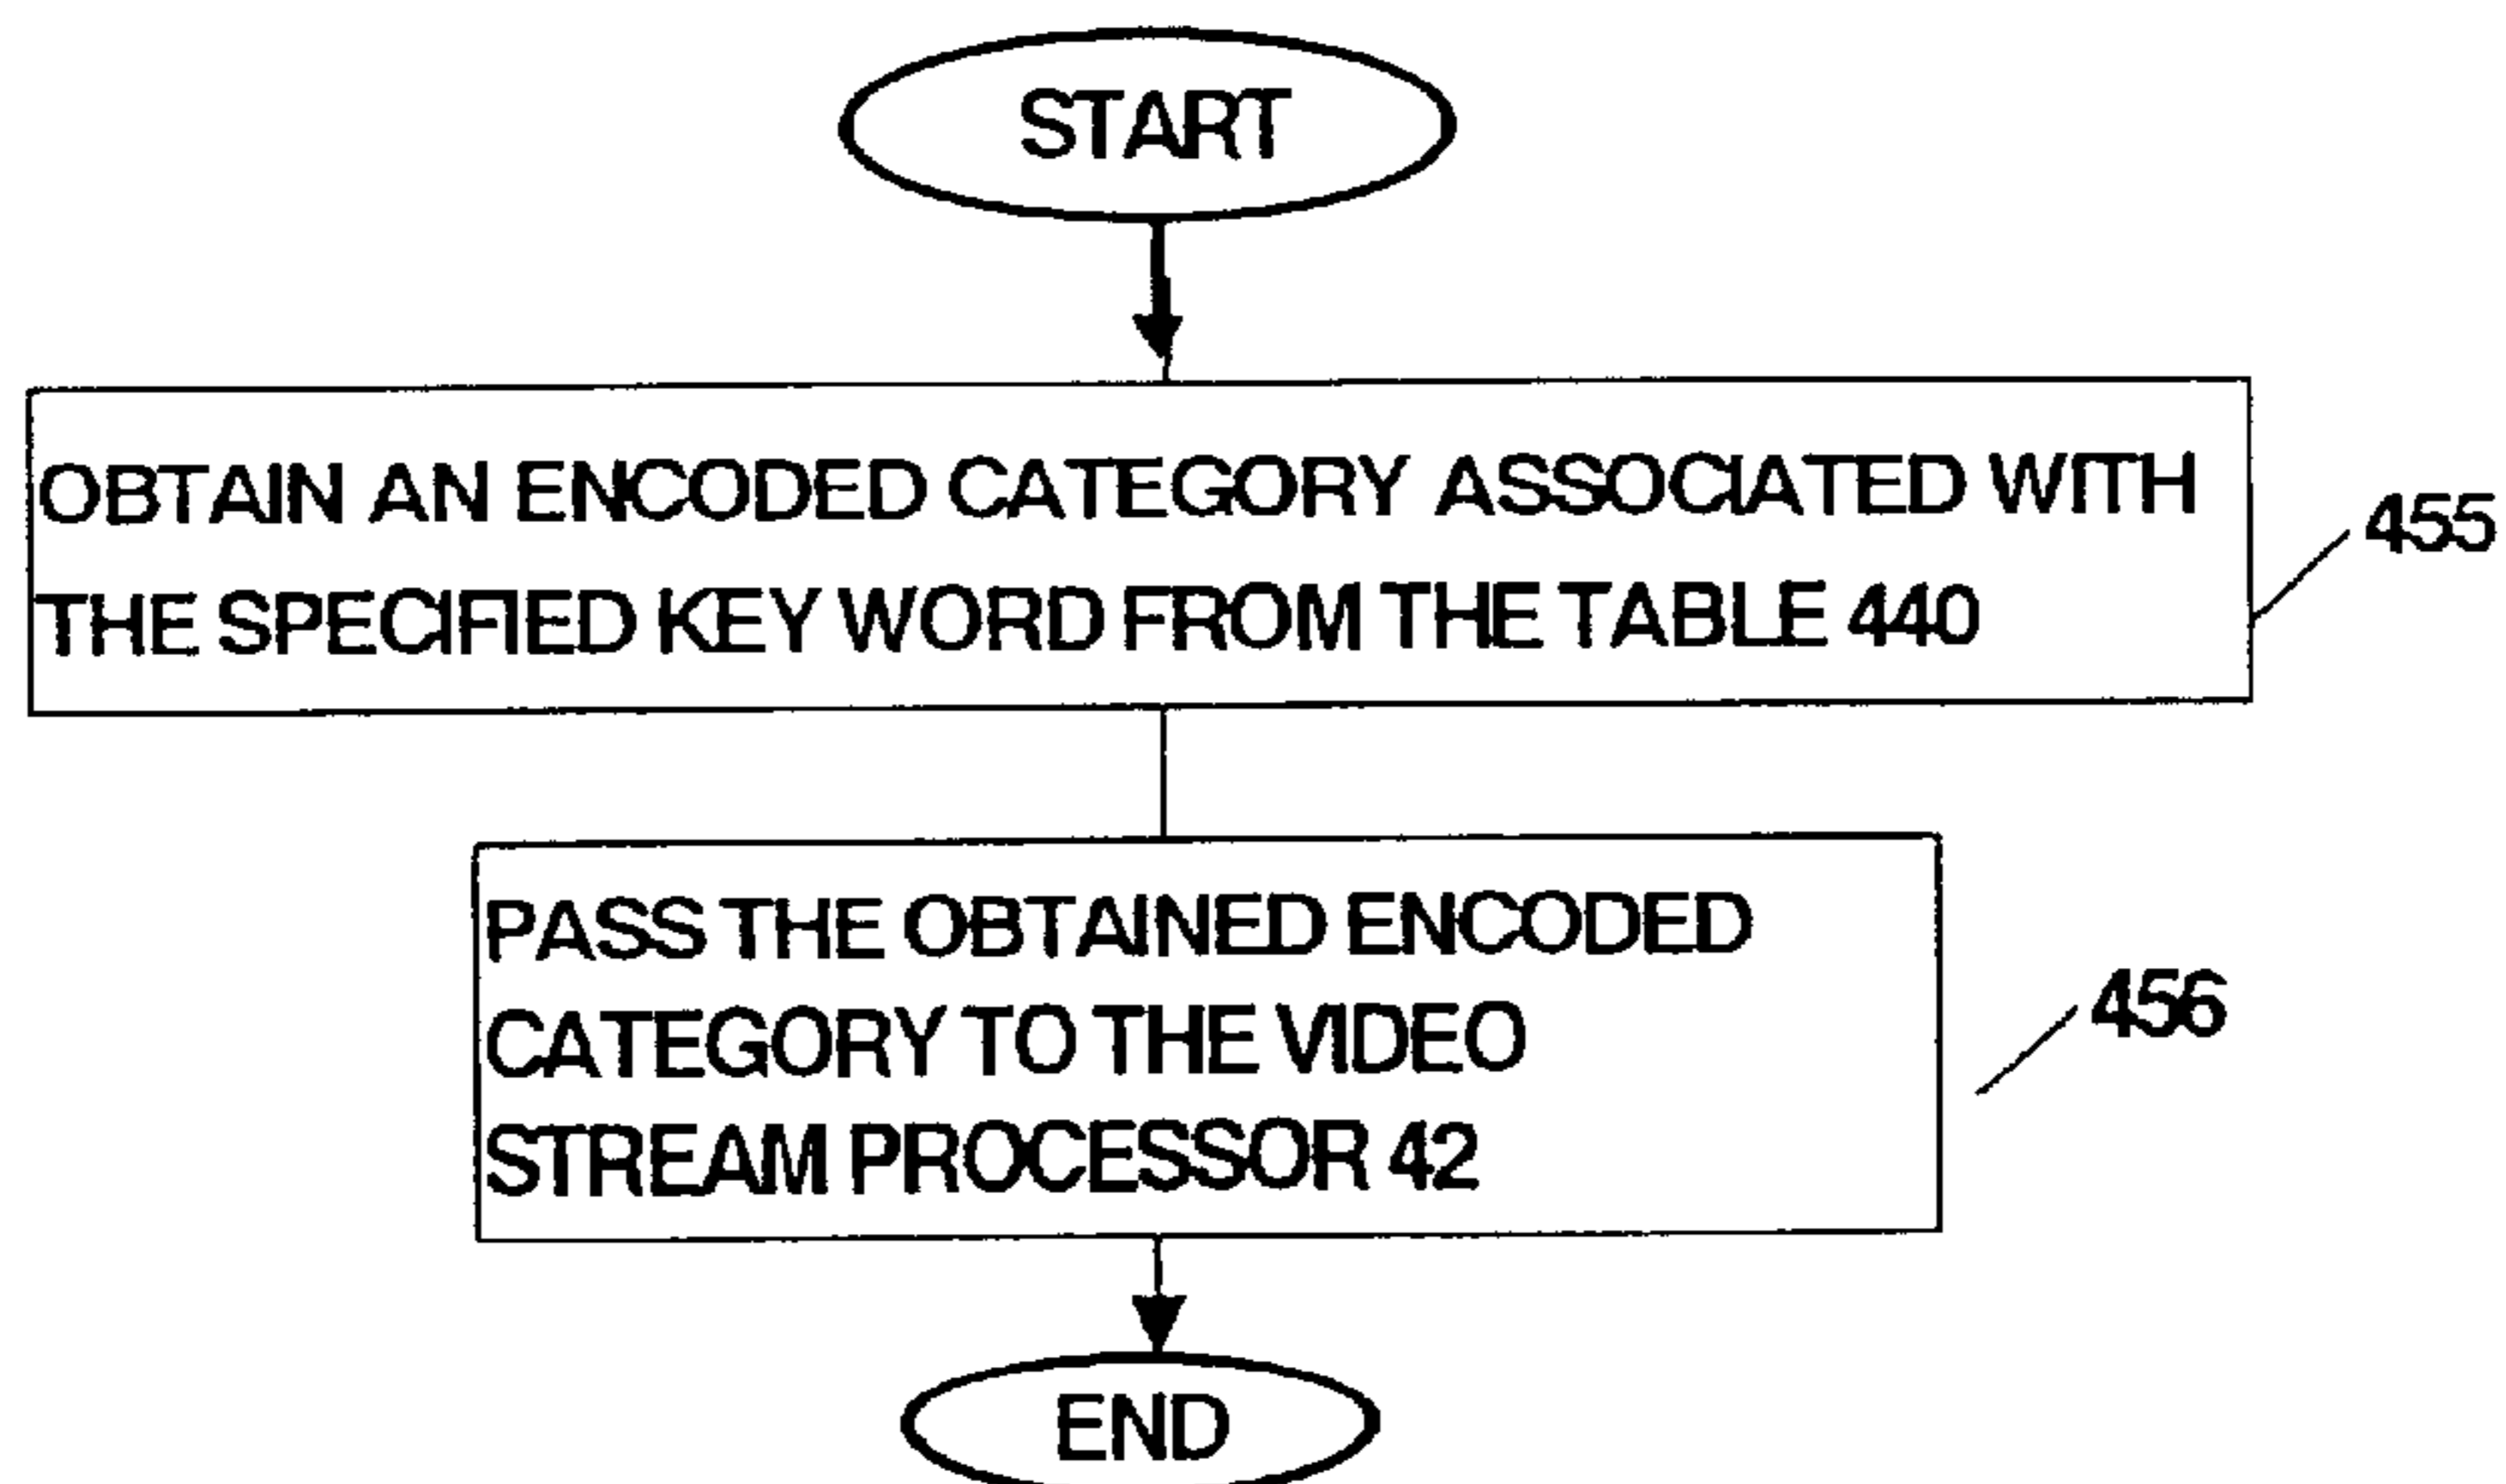 START
OBTAIN AN ENCODED CATEGORY ASSOCIATED WITH
THE SPECIFIED KEY WORD FROM THE TABLE 440
455
PASS THE OBTAINED ENCODED
CATEGORY TO THE VIDEO
STREAM PROCESSOR 42
456
END